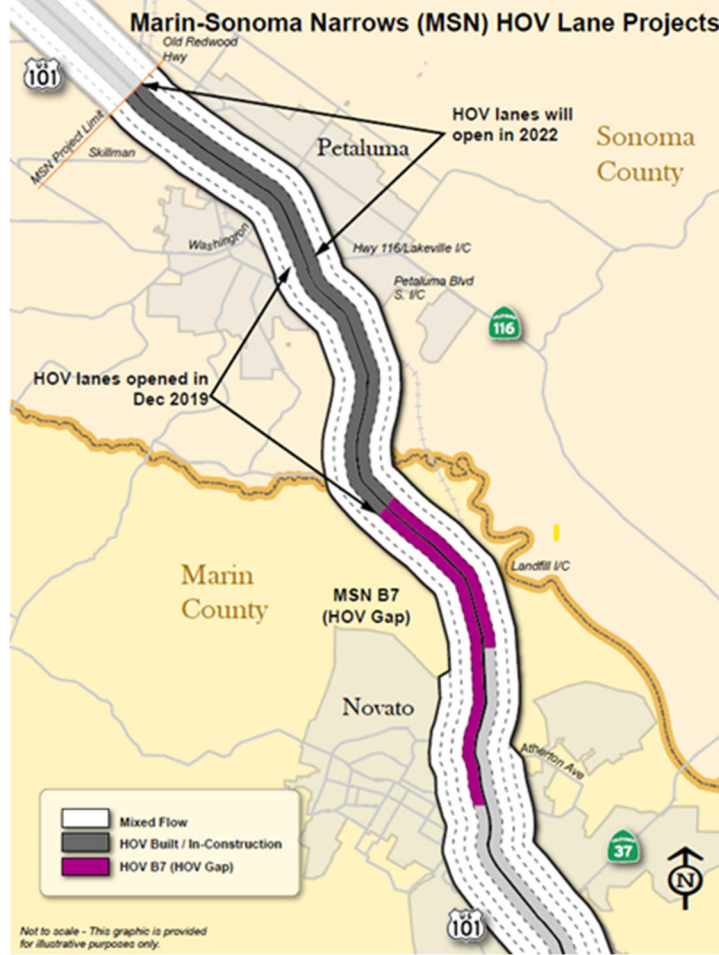 Marin-Sonoma Narrows (MSN) HOV Lane Projects
Old Redwood
Hwy
US
101
HOV lanes will
open in 2022
Sonoma
County
MSN Project Limit
Skillman
Petaluma
Washington
Hwy 116/Lakeville I/C
Petaluma Blvd
S. I/C
CALIFORNIA
116
HOV lanes opened in
Dec 2019
Landfill I/C
Marin
County
MSN B7
(HOV Gap)
Novato
Atherton Ave
Mixed Flow
HOV Built / In-Construction
HOV B7 (HOV Gap)
CALIFORNIA
37
N
US
101
Not to scale - This graphic is provided
for illustrative purposes only.